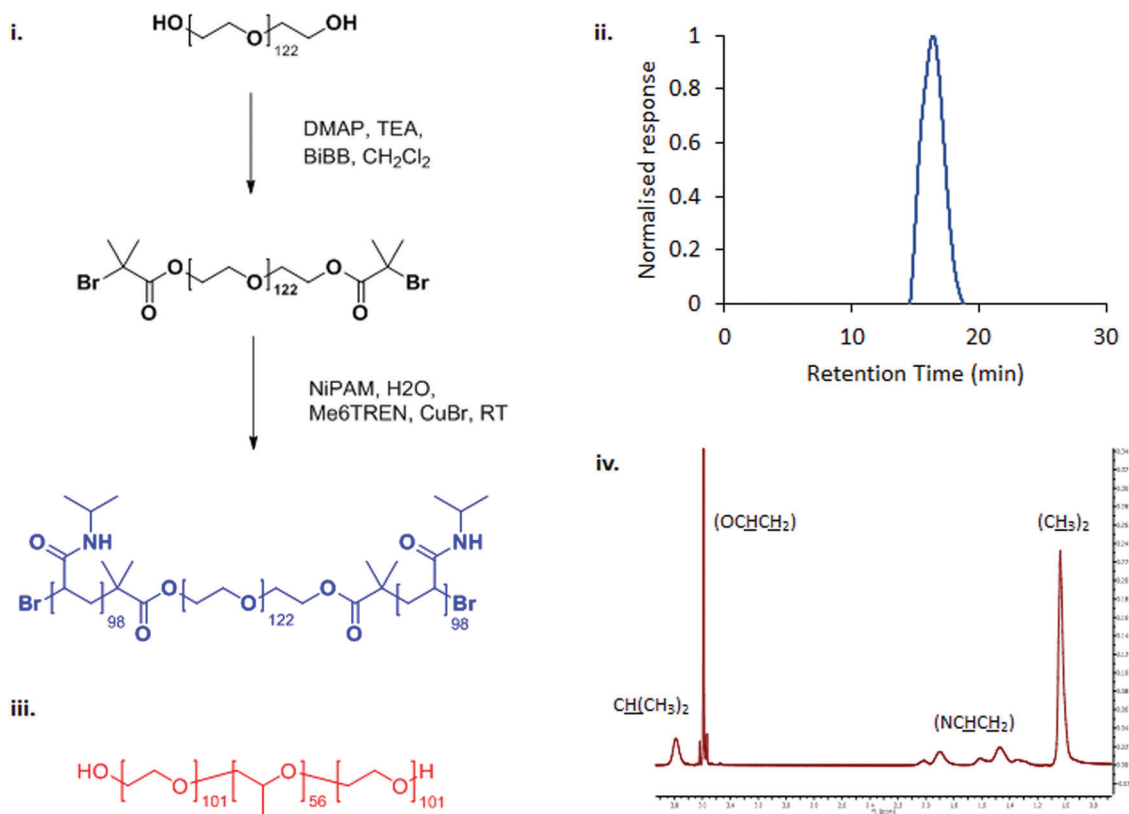 i.
HO
O
OH
122
DMAP, TEA,
BiBB, CH2Cl2
Br
O
O
O
122
O
O
Br
NiPAM, H2O,
Me6TREN, CuBr, RT
O
NH
O
NH
Br
98
O
O
O
122
O
O
98
Br
iii.
HO
O
101
O
56
O
H
101
ii.
Normalised response
1
0.8
0.6
0.4
0.2
0
0
10
20
30
Retention Time (min)
iv.
(OCHCH2)
(CH3)2
CH(CH3)2
(NCHCH2)